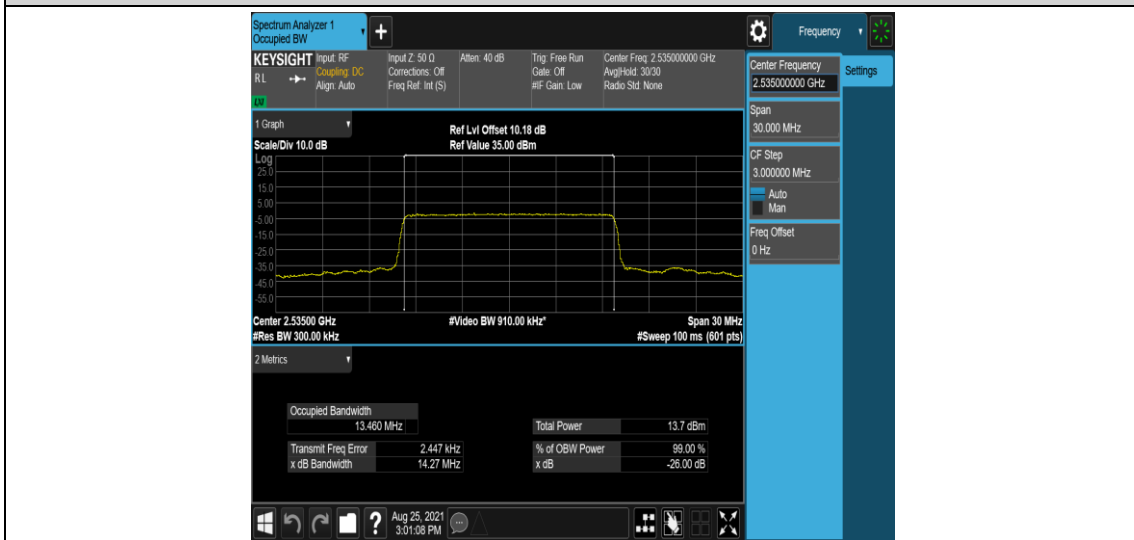 Spectrum Analyzer 1
Occupied BW
+
Frequency
KEYSIGHT
RL
LXI
Input: RF
Coupling: DC
Align: Auto
Input Z: 50 Ω
Corrections: Off
Freq Ref: Int (S)
Atten: 40 dB
Trig: Free Run
Gate: Off
#IF Gain: Low
Center Freq: 2.535000000 GHz
Avg|Hold: 30/30
Radio Std: None
Center Frequency
2.535000000 GHz
Settings
Span
30.000 MHz
CF Step
3.000000 MHz
Auto
Man
Freq Offset
0 Hz
1 Graph
Ref Lvl Offset 10.18 dB
Scale/Div 10.0 dB
Ref Value 35.00 dBm
Log
25.0
15.0
5.00
-5.00
-15.0
-25.0
-35.0
-45.0
-55.0
Center 2.53500 GHz
#Video BW 910.00 kHz*
Span 30 MHz
#Res BW 300.00 kHz
#Sweep 100 ms (601 pts)
2 Metrics
Occupied Bandwidth
13.460 MHz
Total Power 13.7 dBm
Transmit Freq Error 2.447 kHz
% of OBW Power 99.00 %
x dB Bandwidth 14.27 MHz
x dB -26.00 dB
?
Aug 25, 2021
3:01:08 PM